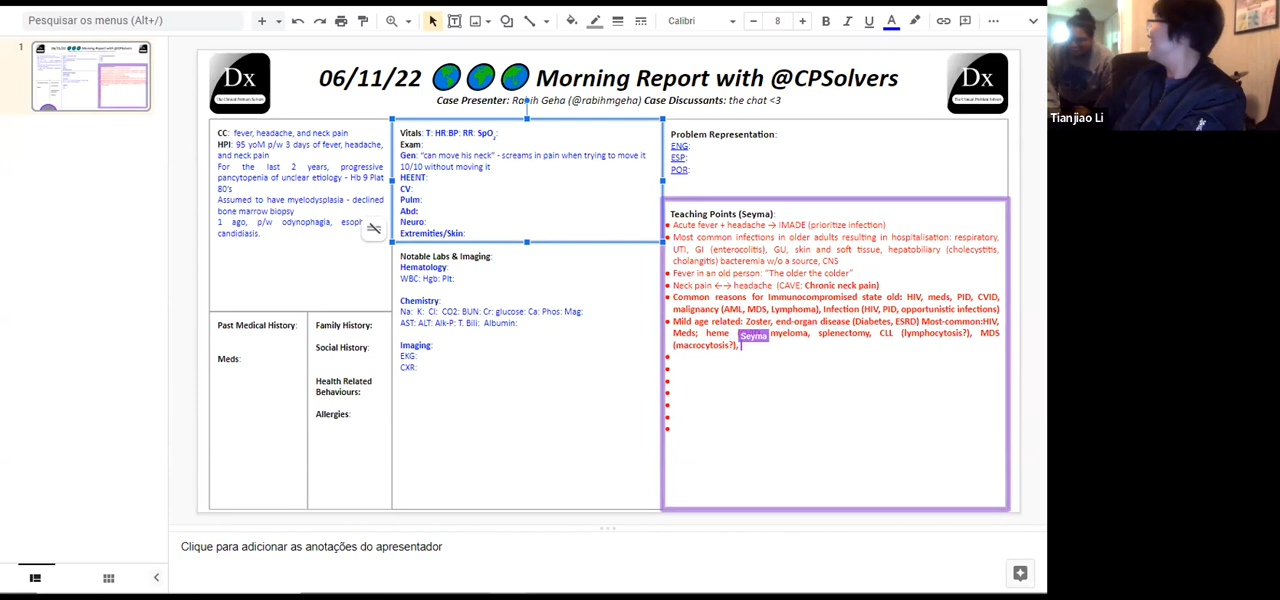 Pesquisar os menus (Alt+/)
Calibri
8
B I U A
1
Dx
The Clinical Problem Solvers
06/11/22 Morning Report with @CPSolvers
Case Presenter: Rabih Geha (@rabihmgeha) Case Discussants: the chat <3
Dx
The Clinical Problem Solvers
CC: fever, headache, and neck pain
HPI: 95 yoM p/w 3 days of fever, headache,
and neck pain
For the last 2 years, progressive
pancytopenia of unclear etiology - Hb 9 Plat
80's
Assumed to have myelodysplasia - declined
bone marrow biopsy
1 ago, p/w odynophagia,
candidiasis.
Past Medical History:
Meds:
Family History:
Social History:
Health Related
Behaviours:
Allergies:
Vitals: T: HR:BP: RR: SpO2:
Exam:
Gen: "can move his neck" - screams in pain when trying to move it
10/10 without moving it
HEENT:
CV:
Pulm:
Abd:
Neuro:
Extremities/Skin:
Notable Labs & Imaging:
Hematology:
WBC: Hgb: Plt:
Chemistry:
Na: K: Cl: CO2: BUN: Cr: glucose: Ca: Phos: Mag:
AST: ALT: Alk-P: T. Bili: Albumin:
Imaging:
EKG:
CXR:
Problem Representation:
ENG:
ESP:
POR:
Teaching Points (Seyma):
Acute fever + headache → IMADE (prioritize infection)
Most common infections in older adults resulting in hospitalisation: respiratory,
UTI, GI (enterocolitis), GU, skin and soft tissue, hepatobiliary (cholecystitis,
cholangitis) bacteremia w/o a source, CNS
Fever in an old person: "The older the colder"
Neck pain <--> headache (CAVE: Chronic neck pain)
Common reasons for Immunocompromised state old: HIV, meds, PID, CVID,
malignancy (AML, MDS, Lymphoma), Infection (HIV, PID, opportunistic infections)
Mild age related: Zoster, end-organ disease (Diabetes, ESRD) Most-common:HIV,
Meds; heme myeloma, splenectomy, CLL (lymphocytosis?), MDS
Seyma
(macrocytosis?),
Clique para adicionar as anotações do apresentador
Tianjiao Li